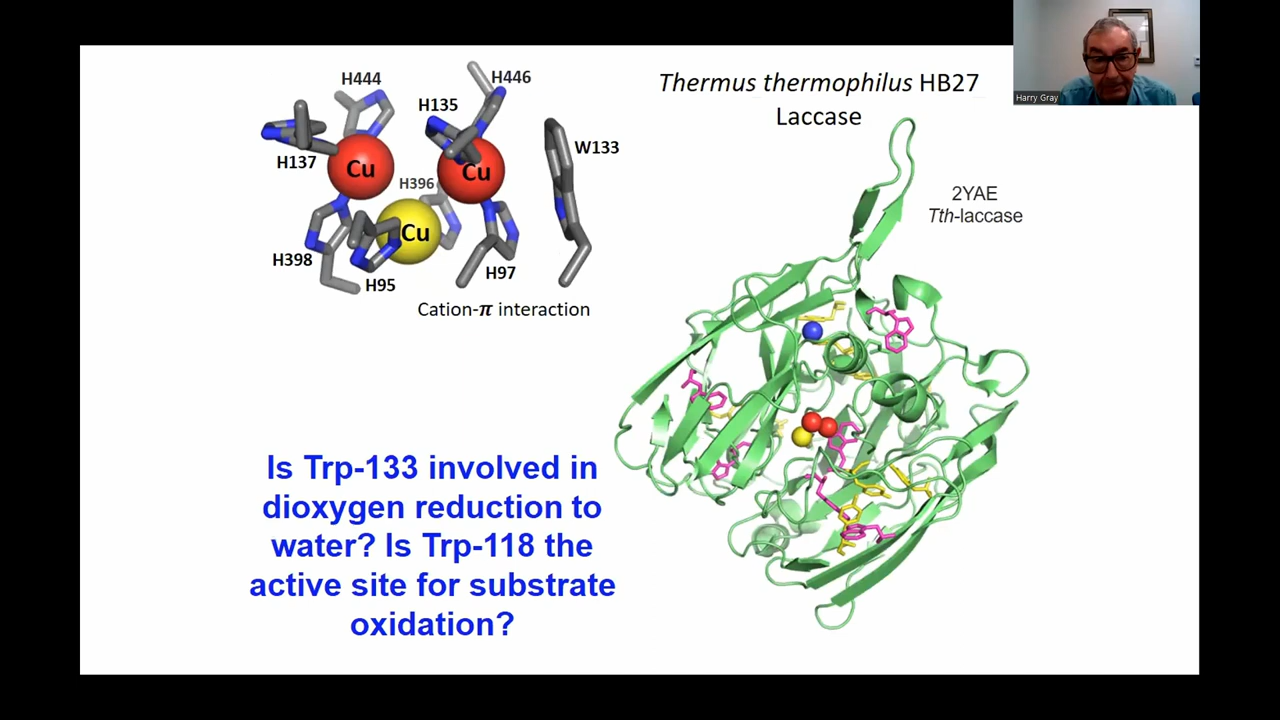 H444
H446
H135
H137
Cu
Cu
W133
H396
Cu
H398
H95
H97
Cation-π interaction
Thermus thermophilus HB27
Laccase
Harry Gray
2YAE
Tth-laccase
Is Trp-133 involved in
dioxygen reduction to
water? Is Trp-118 the
active site for substrate
oxidation?